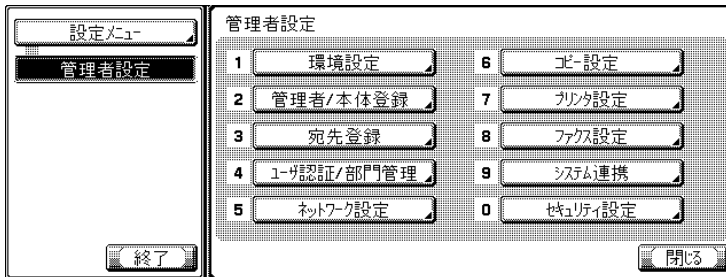 設定メニュー
管理者設定
終了
管理者設定
1 環境設定
2 管理者/本体登録
3 宛先登録
4 ユーザ認証/部門管理
5 ネットワーク設定
6 コピー設定
7 プリンタ設定
8 ファクス設定
9 システム連携
0 セキュリティ設定
閉じる